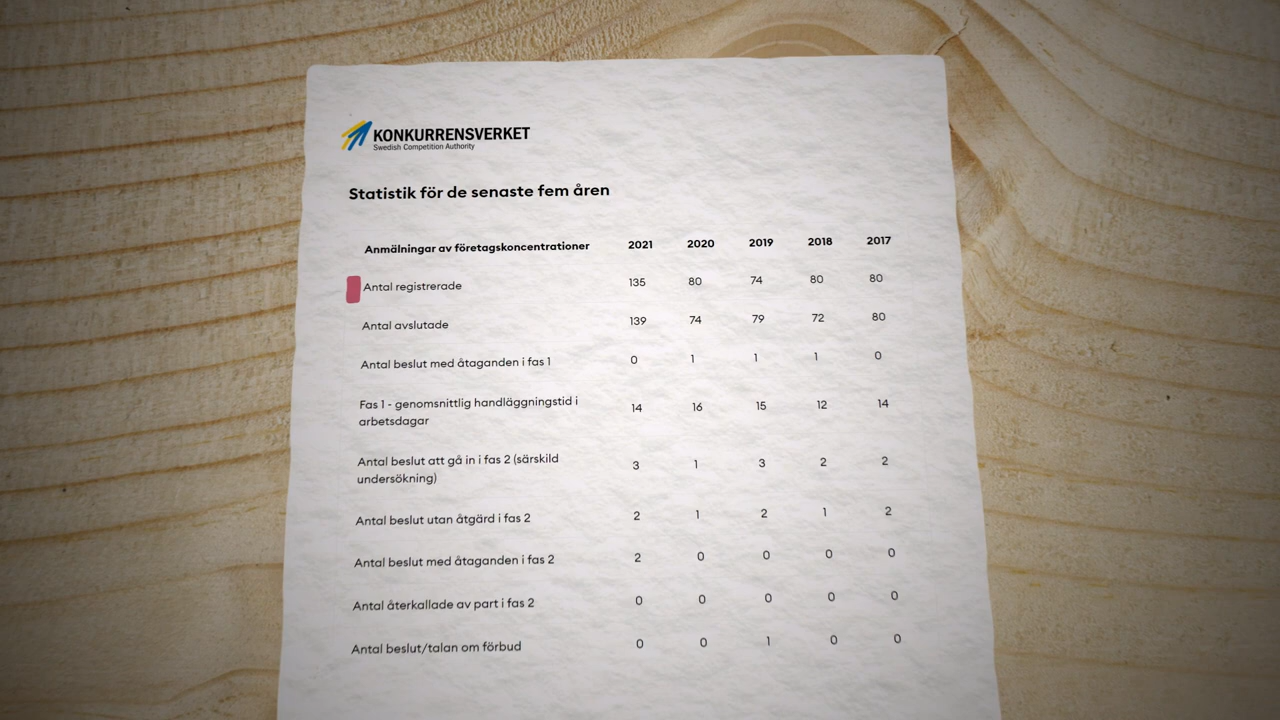 KONKURRENSVERKET
Swedish Competition Authority
Statistik för de senaste fem åren
Anmälningar av företagskoncentrationer 2021 2020 2019 2018 2017
Antal registrerade 135 80 74 80 80
Antal avslutade 139 74 79 72 80
Antal beslut med åtaganden i fas 1 0 1 1 1 0
Fas 1 - genomsnittlig handläggningstid i
arbetsdagar 14 16 15 12 14
Antal beslut att gå in i fas 2 (särskild
undersökning) 3 1 3 2 2
Antal beslut utan åtgärd i fas 2 2 1 2 1 2
Antal beslut med åtaganden i fas 2 2 0 0 0 0
Antal återkallade av part i fas 2 0 0 0 0 0
Antal beslut/talan om förbud 0 0 1 0 0